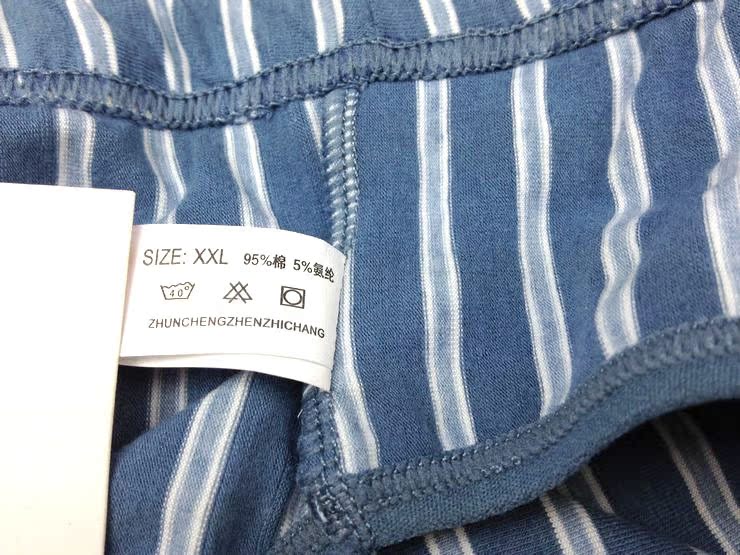 SIZE: XXL 95%棉 5%氨纶
40°
ZHUNCHENGZHENZHICHANG